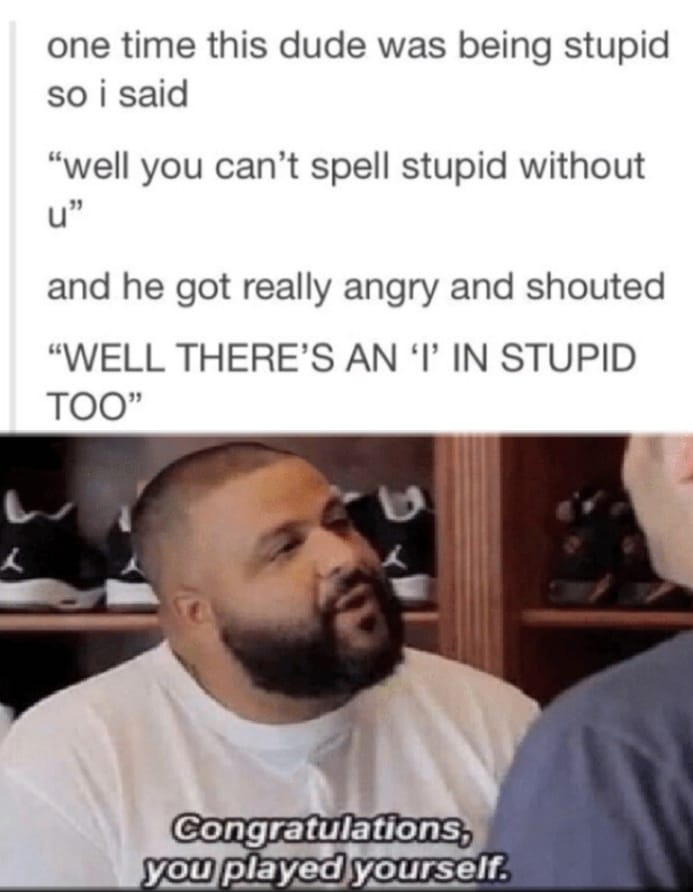 one time this dude was being stupid
so i said
“well you can’t spell stupid without
u”
and he got really angry and shouted
“WELL THERE’S AN ‘I’ IN STUPID
TOO”
Congratulations,
you played yourself.